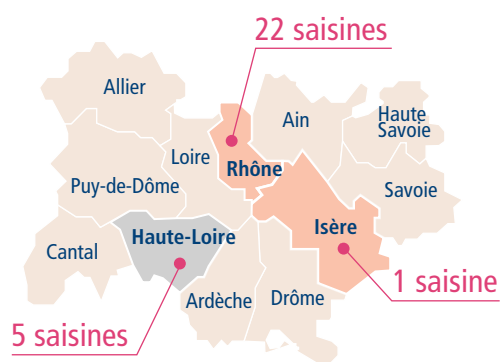 22 saisines
Allier
Ain
Haute
Savoie
Loire
Rhône
Puy-de-Dôme
Savoie
Haute-Loire
Isère
Cantal
1 saisine
Ardèche
Drôme
5 saisines